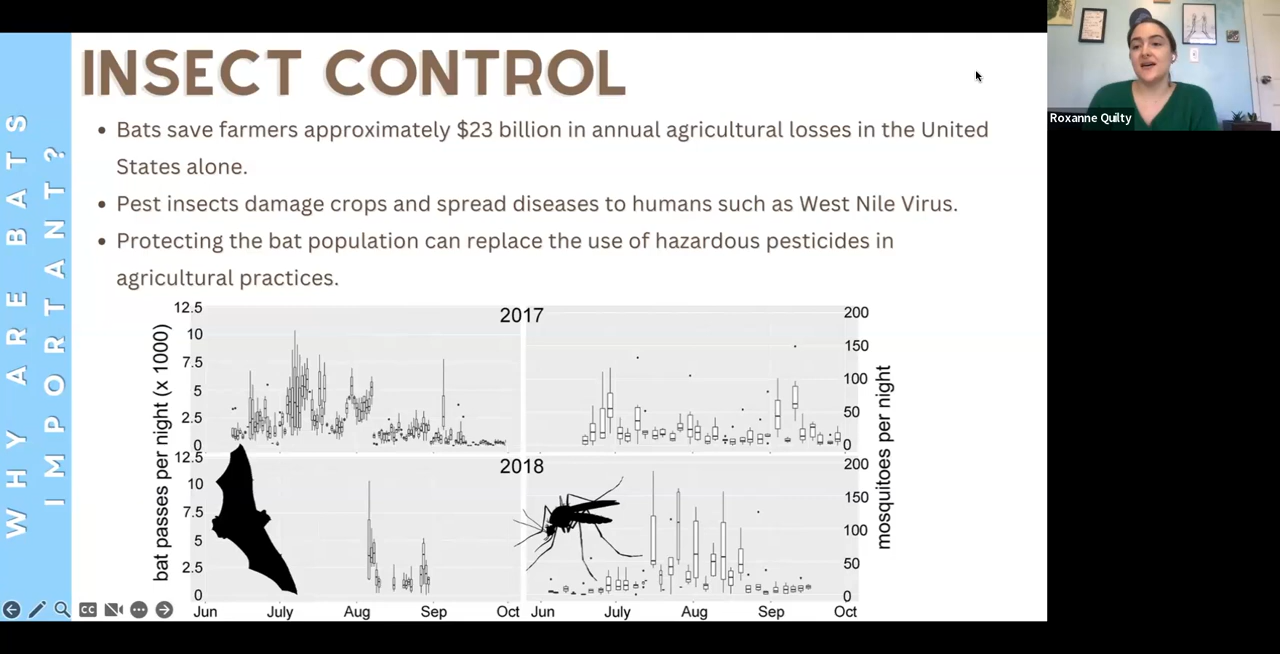 WHY ARE BATS
IMPORTANT?
INSECT CONTROL
• Bats save farmers approximately $23 billion in annual agricultural losses in the United
States alone.
• Pest insects damage crops and spread diseases to humans such as West Nile Virus.
• Protecting the bat population can replace the use of hazardous pesticides in
agricultural practices.
Roxanne Quilty
bat passes per night (x 1000)
12.5
10
7.5
5
2.5
0
2017
200
150
100
50
0
mosquitoes per night
12.5
10
7.5
5
2.5
0
2018
200
150
100
50
0
Jun July Aug Sep Oct Jun July Aug Sep Oct
CC